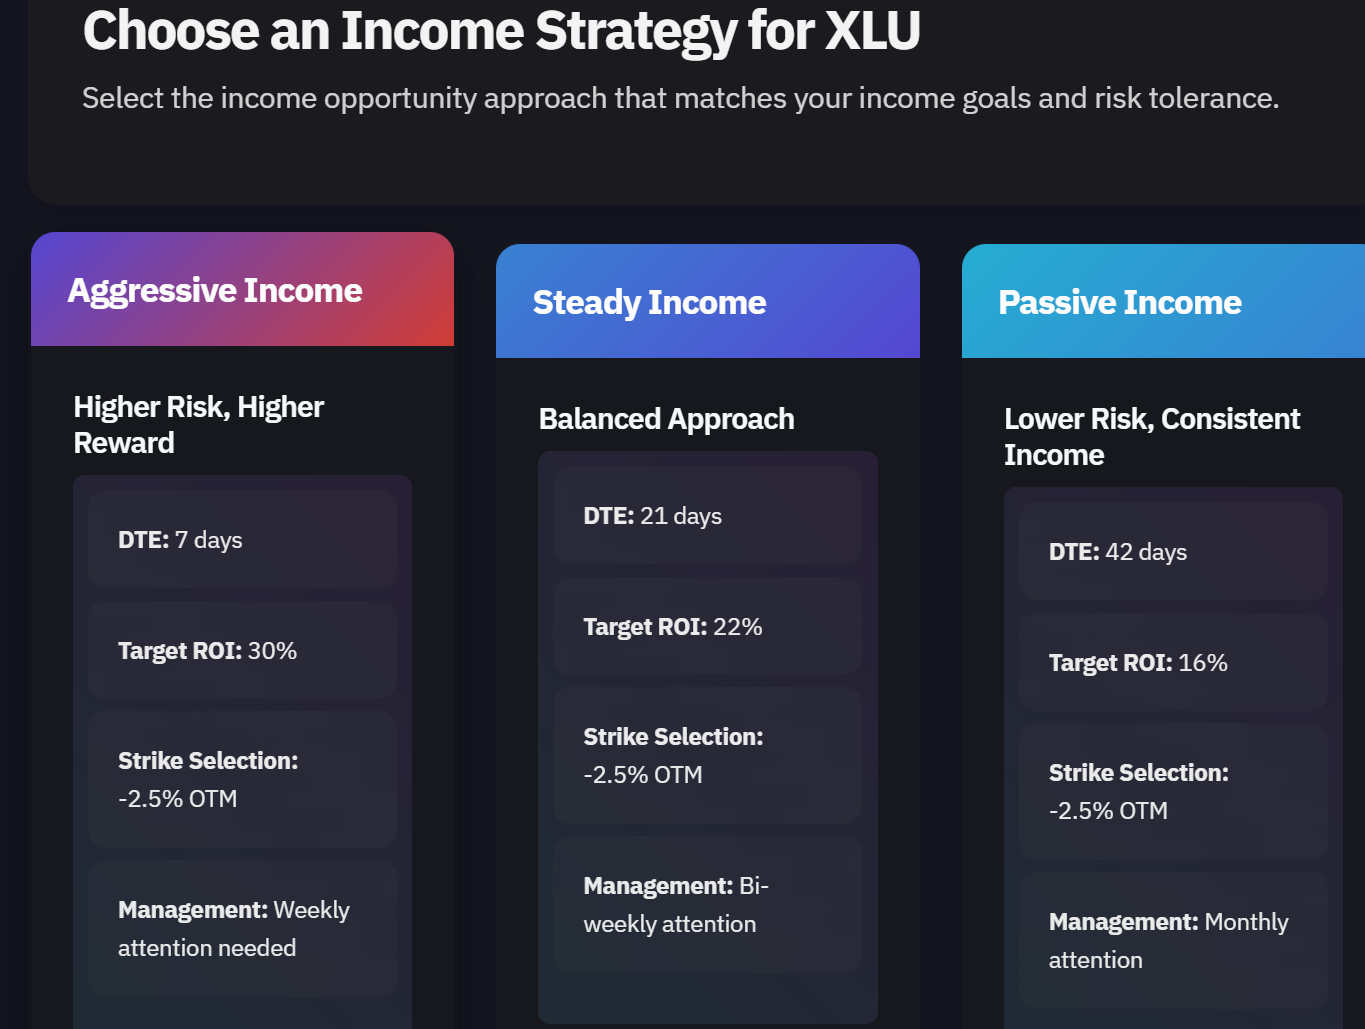 Choose an Income Strategy for XLU
Select the income opportunity approach that matches your income goals and risk tolerance.
Aggressive Income
Higher Risk, Higher
Reward
DTE: 7 days
Target ROI: 30%
Strike Selection:
-2.5% OTM
Management: Weekly
attention needed
Steady Income
Balanced Approach
DTE: 21 days
Target ROI: 22%
Strike Selection:
-2.5% OTM
Management: Bi-
weekly attention
Passive Income
Lower Risk, Consistent
Income
DTE: 42 days
Target ROI: 16%
Strike Selection:
-2.5% OTM
Management: Monthly
attention